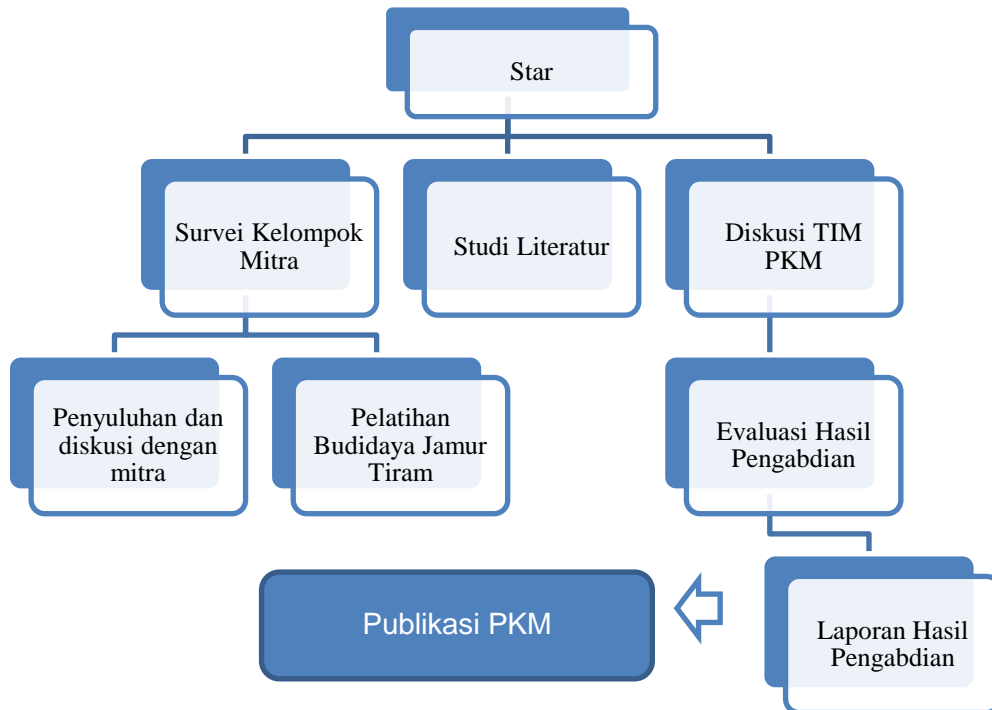 Star
Survei Kelompok
Mitra
Studi Literatur
Diskusi TIM
PKM
Penyuluhan dan
diskusi dengan
mitra
Pelatihan
Budidaya Jamur
Tiram
Evaluasi Hasil
Pengabdian
Publikasi PKM
Laporan Hasil
Pengabdian